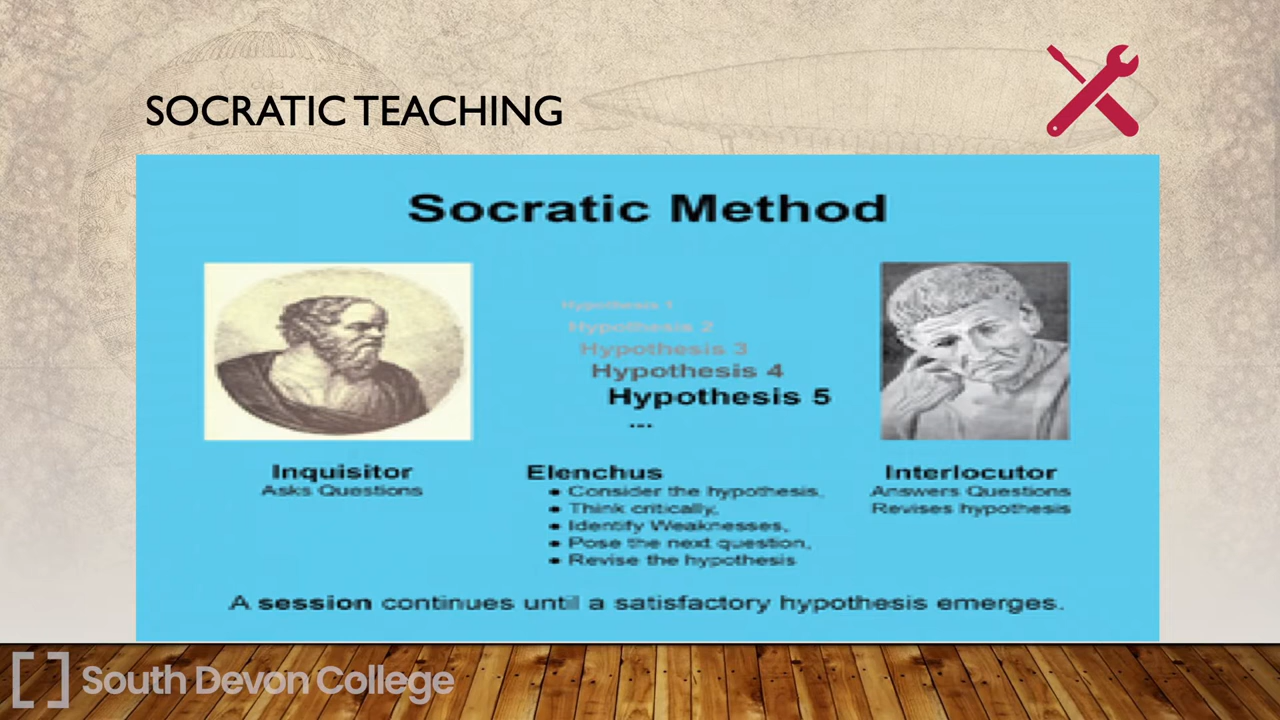 SOCRATIC TEACHING
Socratic Method
Hypothesis 1
Hypothesis 2
Hypothesis 3
Hypothesis 4
Hypothesis 5
...
Inquisitor
Asks Questions
Elenchus
• Consider the hypothesis,
• Think critically,
• Identify Weaknesses,
• Pose the next question,
• Revise the hypothesis
Interlocutor
Answers Questions
Revises hypothesis
A session continues until a satisfactory hypothesis emerges.
[ ] South Devon College